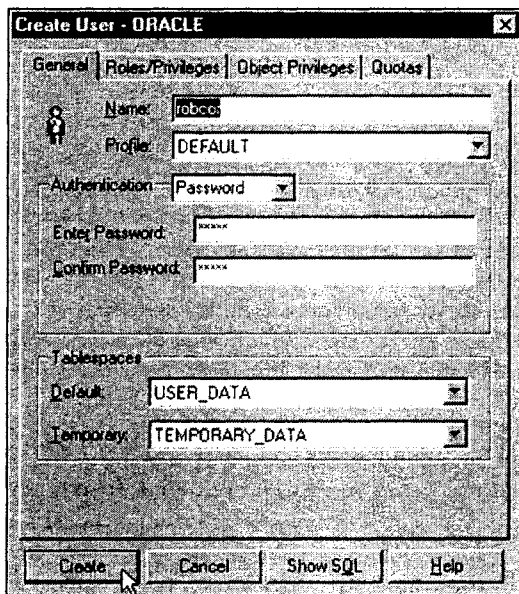 Create User - ORACLE
General Roles/Privileges Object Privileges Quotas
Name: robcor
Profile: DEFAULT
Authentication Password
Enter Password: *****
Confirm Password: *****
Tablespaces
Default: USER_DATA
Temporary: TEMPORARY_DATA
Create Cancel Show SQL Help